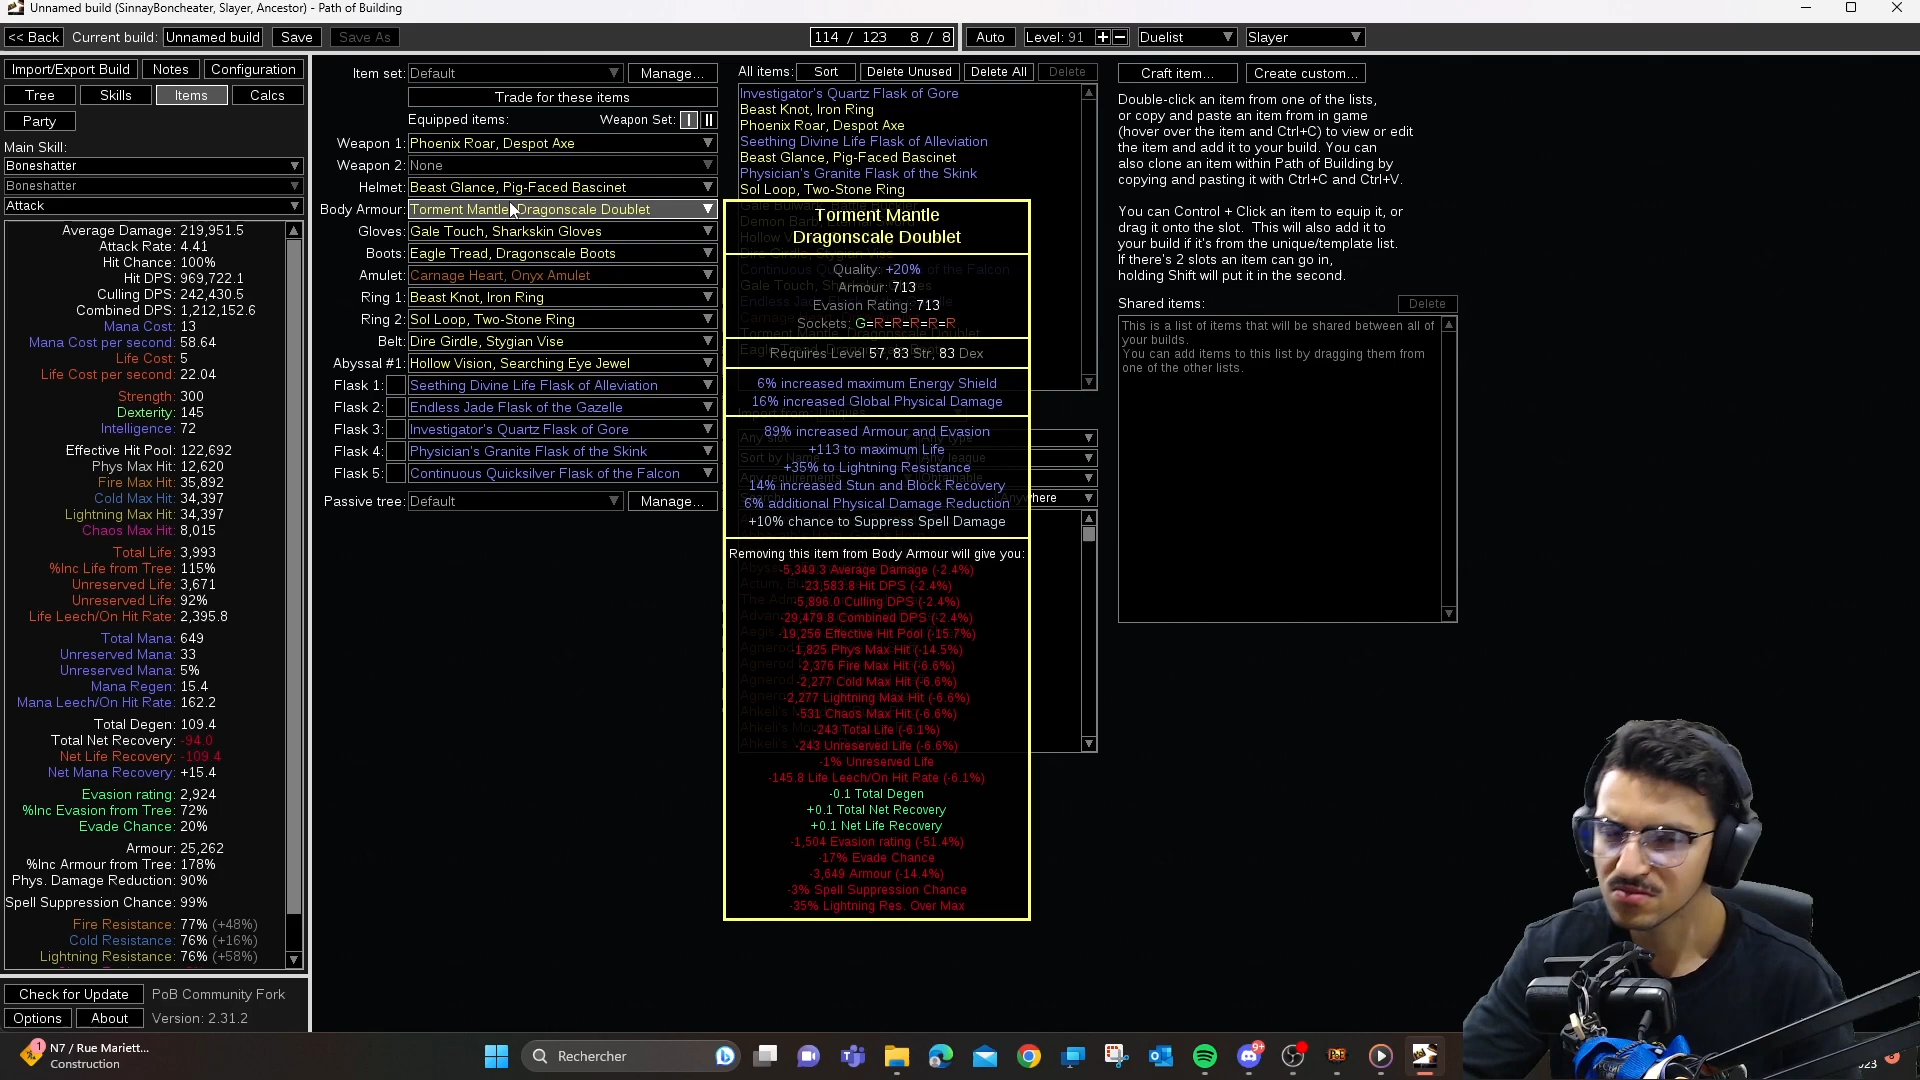 Unnamed build (SinnayBoncheater, Slayer, Ancestor) - Path of Building
<< Back Current build: Unnamed build Save Save As 114 / 123 8 / 8 Auto Level: 91 + − Duelist Slayer
Import/Export Build Notes Configuration
Tree Skills Items Calcs
Party
Main Skill:
Boneshatter
Boneshatter
Attack
Average Damage: 219,951.5
Attack Rate: 4.41
Hit Chance: 100%
Hit DPS: 969,722.1
Culling DPS: 242,430.5
Combined DPS: 1,212,152.6
Mana Cost: 13
Mana Cost per second: 58.64
Life Cost: 5
Life Cost per second: 22.04
Strength: 300
Dexterity: 145
Intelligence: 72
Effective Hit Pool: 122,692
Phys Max Hit: 12,620
Fire Max Hit: 35,892
Cold Max Hit: 34,397
Lightning Max Hit: 34,397
Chaos Max Hit: 8,015
Total Life: 3,993
%Inc Life from Tree: 115%
Unreserved Life: 3,671
Unreserved Life: 92%
Life Leech/On Hit Rate: 2,395.8
Total Mana: 649
Unreserved Mana: 33
Unreserved Mana: 5%
Mana Regen: 15.4
Mana Leech/On Hit Rate: 162.2
Total Degen: 109.4
Total Net Recovery: -94.0
Net Life Recovery: -109.4
Net Mana Recovery: +15.4
Evasion rating: 2,924
%Inc Evasion from Tree: 72%
Evade Chance: 20%
Armour: 25,262
%Inc Armour from Tree: 178%
Phys. Damage Reduction: 90%
Spell Suppression Chance: 99%
Fire Resistance: 77% (+48%)
Cold Resistance: 76% (+16%)
Lightning Resistance: 76% (+58%)
Check for Update PoB Community Fork
Options About Version: 2.31.2
Item set: Default Manage...
Trade for these items
Equipped items: Weapon Set: I II
Weapon 1: Phoenix Roar, Despot Axe
Weapon 2: None
Helmet: Beast Glance, Pig-Faced Bascinet
Body Armour: Torment Mantle, Dragonscale Doublet
Gloves: Gale Touch, Sharkskin Gloves
Boots: Eagle Tread, Dragonscale Boots
Amulet: Carnage Heart, Onyx Amulet
Ring 1: Beast Knot, Iron Ring
Ring 2: Sol Loop, Two-Stone Ring
Belt: Dire Girdle, Stygian Vise
Abyssal #1: Hollow Vision, Searching Eye Jewel
Flask 1: Seething Divine Life Flask of Alleviation
Flask 2: Endless Jade Flask of the Gazelle
Flask 3: Investigator's Quartz Flask of Gore
Flask 4: Physician's Granite Flask of the Skink
Flask 5: Continuous Quicksilver Flask of the Falcon
Passive tree: Default Manage...
All items: Sort Delete Unused Delete All Delete
Investigator's Quartz Flask of Gore
Beast Knot, Iron Ring
Phoenix Roar, Despot Axe
Seething Divine Life Flask of Alleviation
Beast Glance, Pig-Faced Bascinet
Physician's Granite Flask of the Skink
Sol Loop, Two-Stone Ring
Torment Mantle
Dragonscale Doublet
Quality: +20%
Armour: 713
Evasion Rating: 713
Sockets: G=R=R=R=R=R
Requires Level 57, 83 Str, 83 Dex
6% increased maximum Energy Shield
16% increased Global Physical Damage
89% increased Armour and Evasion
+113 to maximum Life
+35% to Lightning Resistance
14% increased Stun and Block Recovery
6% additional Physical Damage Reduction
+10% chance to Suppress Spell Damage
Removing this item from Body Armour will give you:
-5,349.3 Average Damage (-2.4%)
-23,583.8 Hit DPS (-2.4%)
-5,896.0 Culling DPS (-2.4%)
-29,479.8 Combined DPS (-2.4%)
-19,256 Effective Hit Pool (-15.7%)
-1,825 Phys Max Hit (-14.5%)
-2,376 Fire Max Hit (-6.6%)
-2,277 Cold Max Hit (-6.6%)
-2,277 Lightning Max Hit (-6.6%)
-531 Chaos Max Hit (-6.6%)
-243 Total Life (-6.1%)
-243 Unreserved Life (-6.6%)
-1% Unreserved Life
-145.8 Life Leech/On Hit Rate (-6.1%)
-0.1 Total Degen
+0.1 Total Net Recovery
+0.1 Net Life Recovery
-1,504 Evasion rating (-51.4%)
-17% Evade Chance
-3,649 Armour (-14.4%)
-3% Spell Suppression Chance
-35% Lightning Res. Over Max
Craft item... Create custom...
Double-click an item from one of the lists,
or copy and paste an item from in game
(hover over the item and Ctrl+C) to view or edit
the item and add it to your build. You can
also clone an item within Path of Building by
copying and pasting it with Ctrl+C and Ctrl+V.
You can Control + Click an item to equip it, or
drag it onto the slot. This will also add it to
your build if it's from the unique/template list.
If there's 2 slots an item can go in,
holding Shift will put it in the second.
Shared items: Delete
This is a list of items that will be shared between all of
your builds.
You can add items to this list by dragging them from
one of the other lists.
N7 / Rue Mariett...
Construction
Rechercher